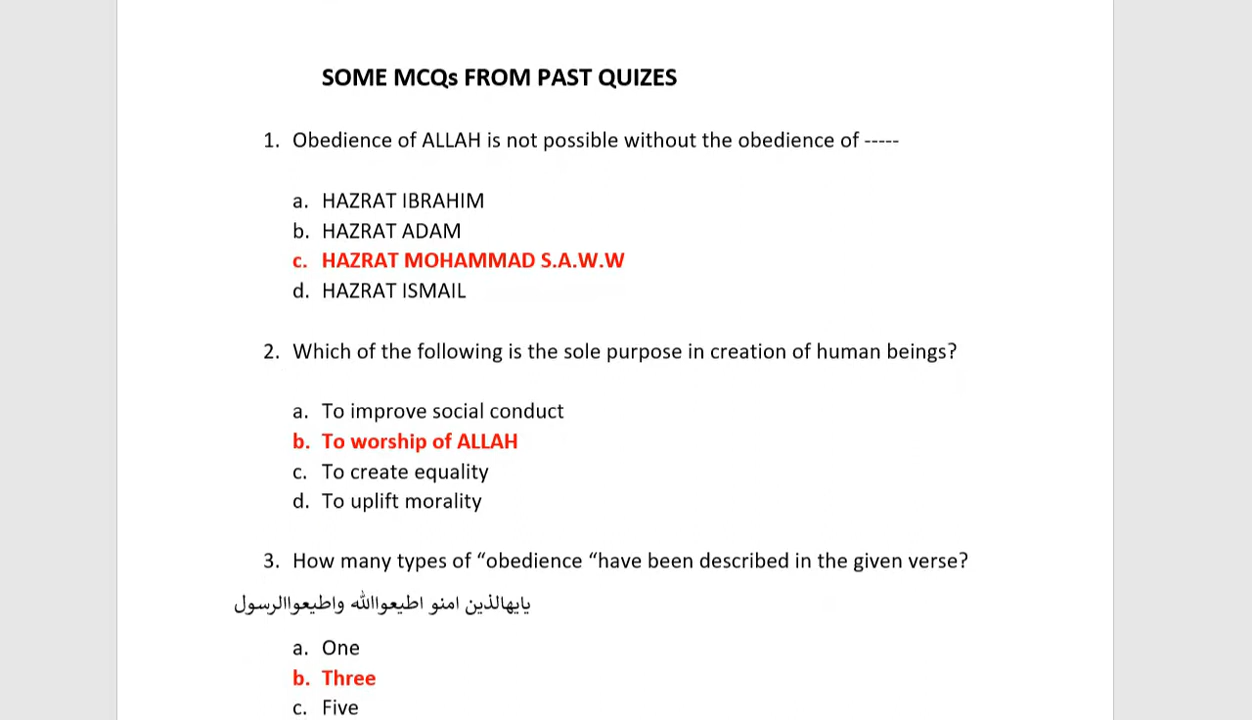 SOME MCQs FROM PAST QUIZES
1. Obedience of ALLAH is not possible without the obedience of -----
a. HAZRAT IBRAHIM
b. HAZRAT ADAM
c. HAZRAT MOHAMMAD S.A.W.W
d. HAZRAT ISMAIL
2. Which of the following is the sole purpose in creation of human beings?
a. To improve social conduct
b. To worship of ALLAH
c. To create equality
d. To uplift morality
3. How many types of “obedience “have been described in the given verse?
يايهالذين امنو اطيعواالله واطيعواالرسول
a. One
b. Three
c. Five